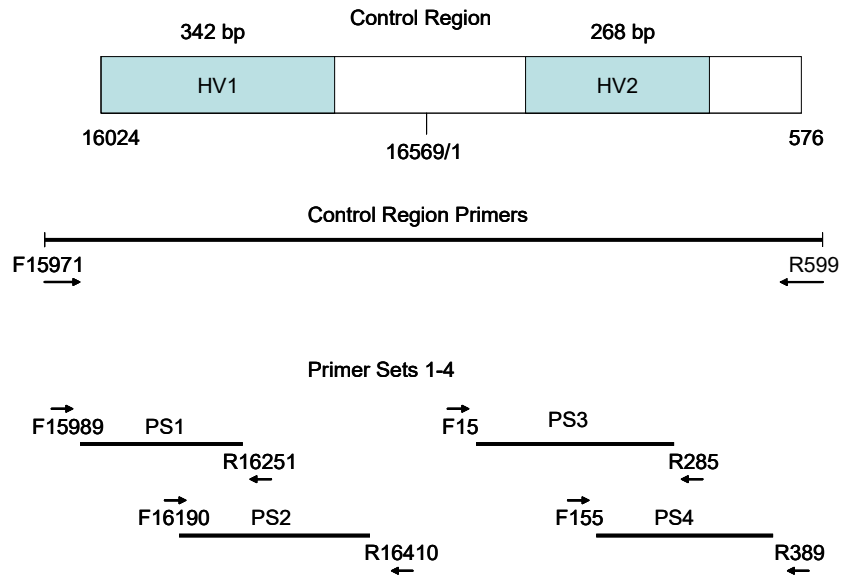 Control Region
342 bp
268 bp
HV1
HV2
16024
16569/1
576
Control Region Primers
F15971
R599
Primer Sets 1-4
F15989
PS1
R16251
F15
PS3
R285
F16190
PS2
R16410
F155
PS4
R389